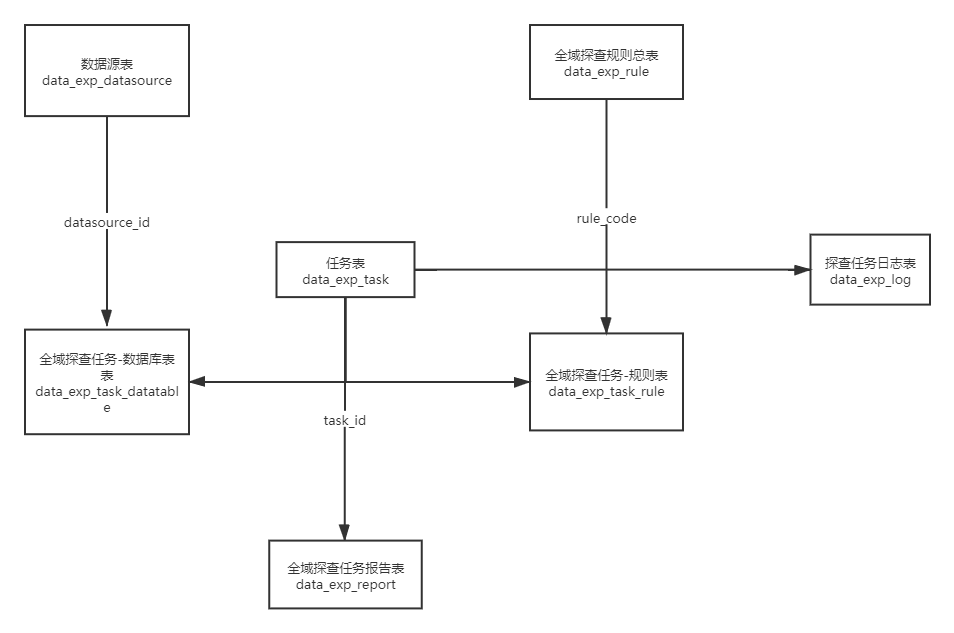 数据源表
data_exp_datasource
全域探查规则总表
data_exp_rule
datasource_id
rule_code
任务表
data_exp_task
探查任务日志表
data_exp_log
全域探查任务-数据库表
表
data_exp_task_datatabl
e
全域探查任务-规则表
data_exp_task_rule
task_id
全域探查任务报告表
data_exp_report